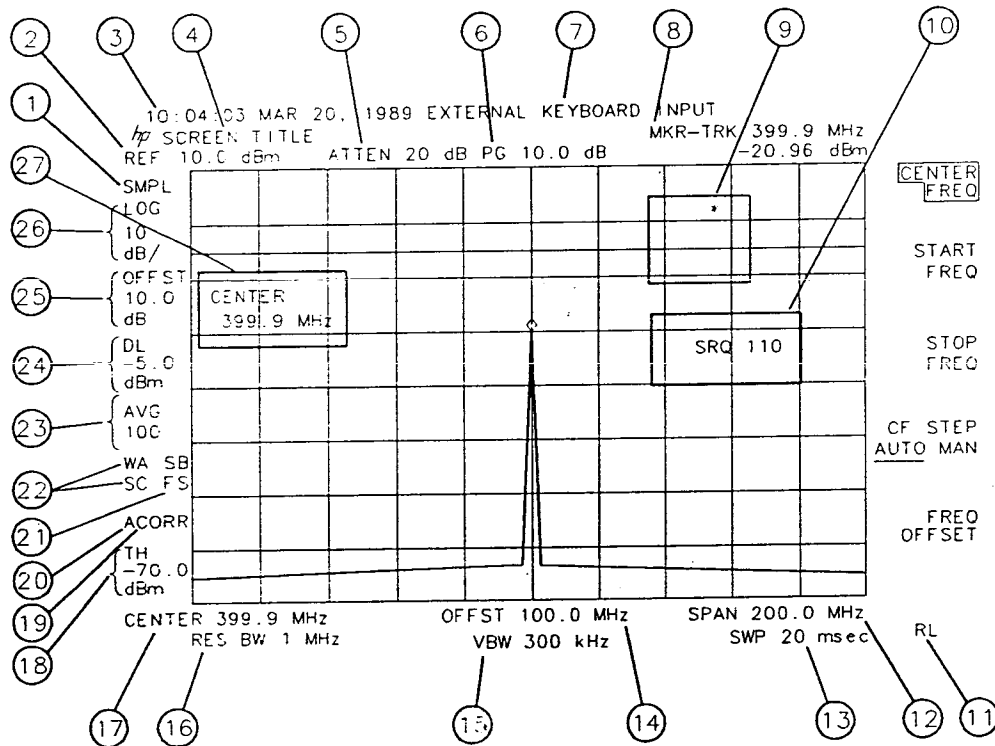 2 3 4 5 6 7 8 9 10
1
10:04:03 MAR 20, 1989 EXTERNAL KEYBOARD INPUT
hp SCREEN TITLE
MKR-TRK 399.9 MHz
REF 10.0 dBm ATTEN 20 dB PG 10.0 dB
-20.96 dBm
27
SMPL
CENTER
FREQ
26
LOG
10
dB/
*
START
FREQ
25
OFFST
10.0
dB
CENTER
399.9 MHz
24
DL
-5.0
dBm
SRQ 110
STOP
FREQ
23
AVG
100
CF STEP
AUTO MAN
22
WA SB
SC FS
21
ACORR
FREQ
OFFSET
20
TH
-70.0
dBm
19
18
CENTER 399.9 MHz OFFST 100.0 MHz SPAN 200.0 MHz
RES BW 1 MHz VBW 300 kHz SWP 20 msec
RL
17 16 15 14 13 12 11